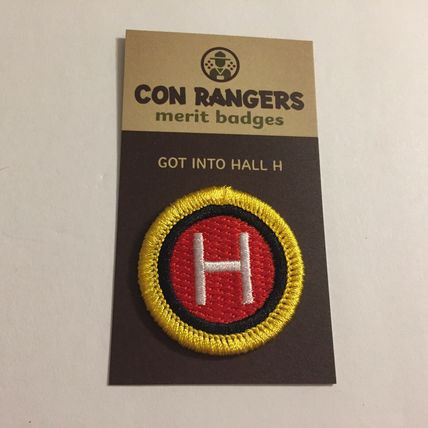 CON RANGERS
merit badges
GOT INTO HALL H
H